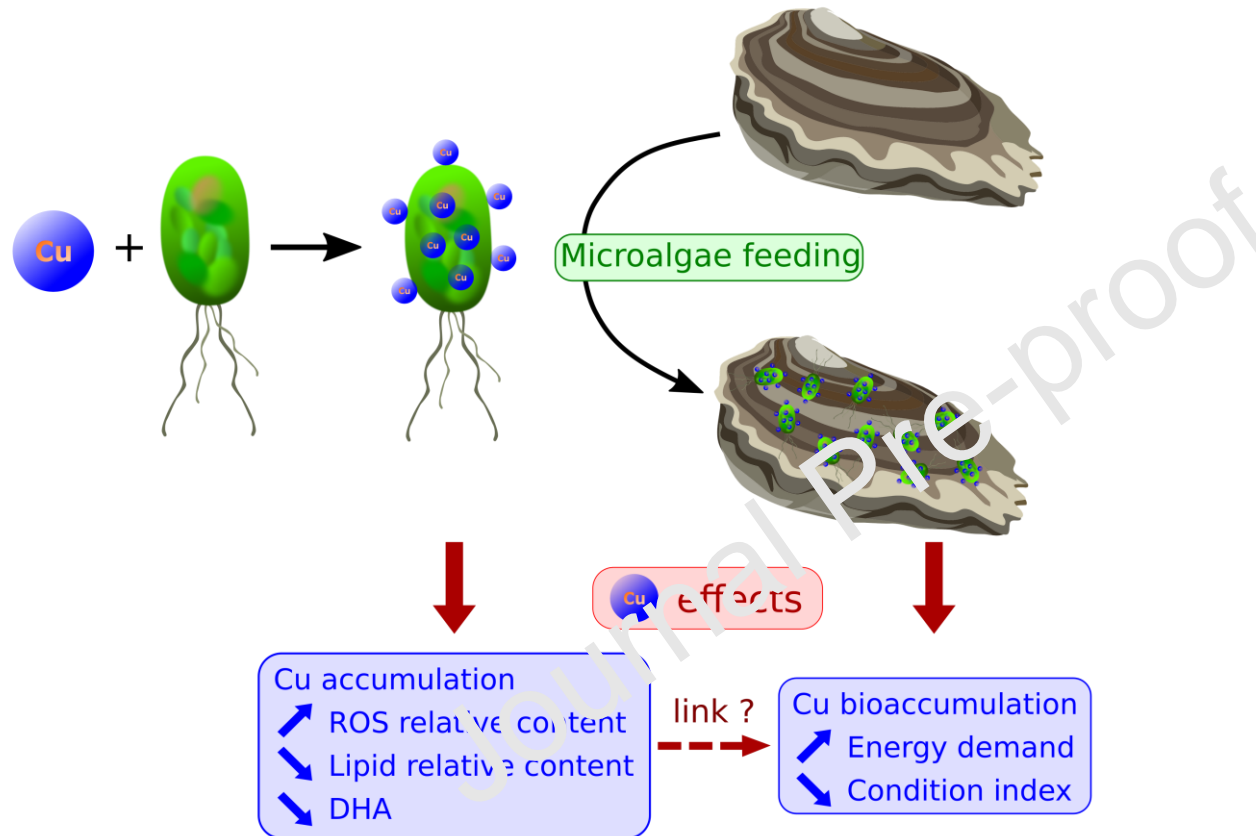 Cu
+
Cu
Cu
Cu
Cu
Cu
Cu
Cu
Cu
Cu
Microalgae feeding
Cu effects
Cu accumulation
ROS relative content
Lipid relative content
DHA
link ?
Cu bioaccumulation
Energy demand
Condition index
Journal Pre-proof